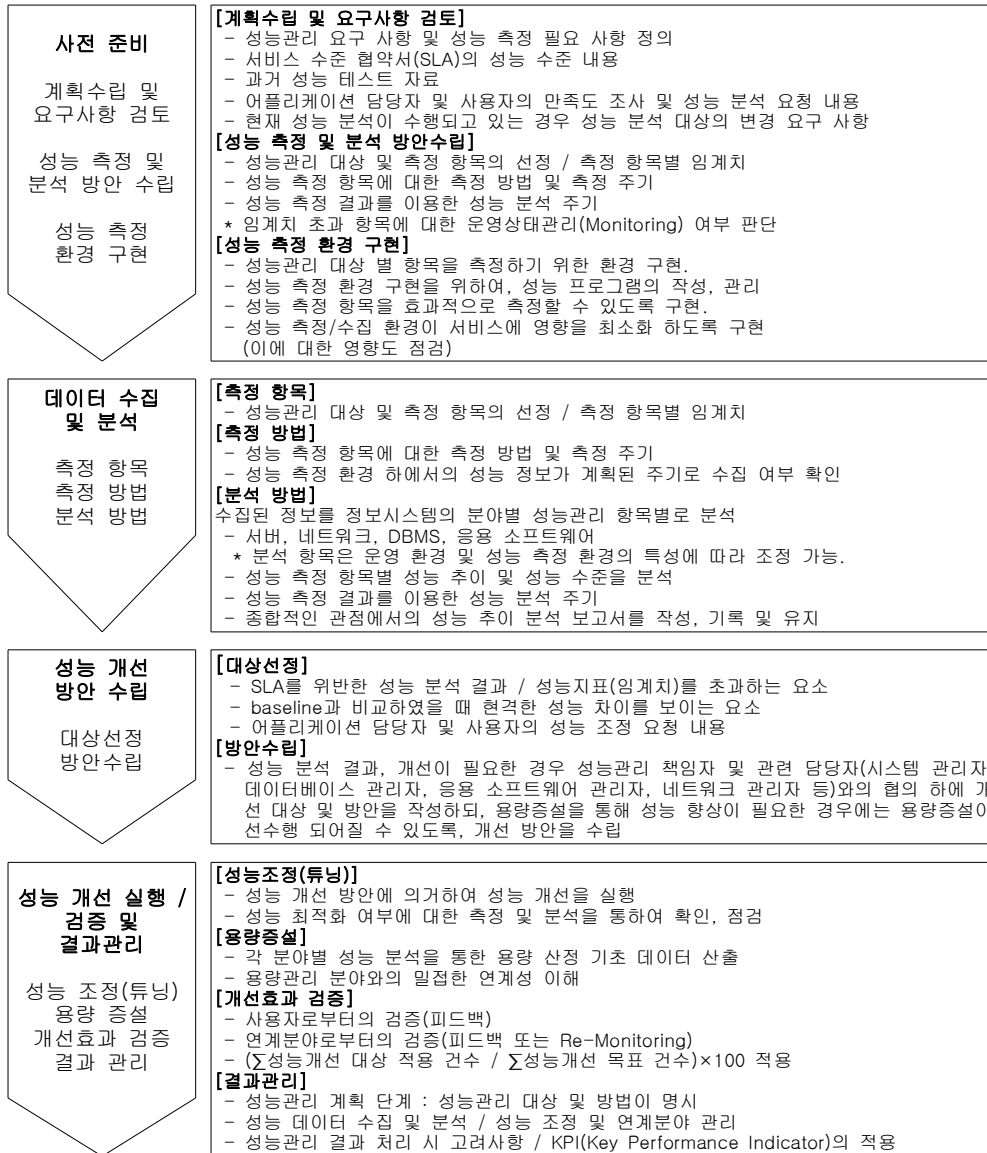 사전 준비
계획수립 및
요구사항 검토
성능 측정 및
분석 방안 수립
성능 측정
환경 구현
[계획수립 및 요구사항 검토]
- 성능관리 요구 사항 및 성능 측정 필요 사항 정의
- 서비스 수준 협약서(SLA)의 성능 수준 내용
- 과거 성능 테스트 자료
- 어플리케이션 담당자 및 사용자의 만족도 조사 및 성능 분석 요청 내용
- 현재 성능 분석이 수행되고 있는 경우 성능 분석 대상의 변경 요구 사항
[성능 측정 및 분석 방안수립]
- 성능관리 대상 및 측정 항목의 선정 / 측정 항목별 임계치
- 성능 측정 항목에 대한 측정 방법 및 측정 주기
- 성능 측정 결과를 이용한 성능 분석 주기
* 임계치 초과 항목에 대한 운영상태관리(Monitoring) 여부 판단
[성능 측정 환경 구현]
- 성능관리 대상 별 항목을 측정하기 위한 환경 구현.
- 성능 측정 환경 구현을 위하여, 성능 프로그램의 작성, 관리
- 성능 측정 항목을 효과적으로 측정할 수 있도록 구현.
- 성능 측정/수집 환경이 서비스에 영향을 최소화 하도록 구현
(이에 대한 영향도 점검)
데이터 수집
및 분석
측정 항목
측정 방법
분석 방법
[측정 항목]
- 성능관리 대상 및 측정 항목의 선정 / 측정 항목별 임계치
[측정 방법]
- 성능 측정 항목에 대한 측정 방법 및 측정 주기
- 성능 측정 환경 하에서의 성능 정보가 계획된 주기로 수집 여부 확인
[분석 방법]
수집된 정보를 정보시스템의 분야별 성능관리 항목별로 분석
- 서버, 네트워크, DBMS, 응용 소프트웨어
* 분석 항목은 운영 환경 및 성능 측정 환경의 특성에 따라 조정 가능.
- 성능 측정 항목별 성능 추이 및 성능 수준을 분석
- 성능 측정 결과를 이용한 성능 분석 주기
- 종합적인 관점에서의 성능 추이 분석 보고서를 작성, 기록 및 유지
성능 개선
방안 수립
대상선정
방안수립
[대상선정]
- SLA를 위반한 성능 분석 결과 / 성능지표(임계치)를 초과하는 요소
- baseline과 비교하였을 때 현격한 성능 차이를 보이는 요소
- 어플리케이션 담당자 및 사용자의 성능 조정 요청 내용
[방안수립]
- 성능 분석 결과, 개선이 필요한 경우 성능관리 책임자 및 관련 담당자(시스템 관리자
데이터베이스 관리자, 응용 소프트웨어 관리자, 네트워크 관리자 등)와의 협의 하에 개
선 대상 및 방안을 작성하되, 용량증설을 통해 성능 향상이 필요한 경우에는 용량증설이
선수행 되어질 수 있도록, 개선 방안을 수립
성능 개선 실행 /
검증 및
결과관리
성능 조정(튜닝)
용량 증설
개선효과 검증
결과 관리
[성능조정(튜닝)]
- 성능 개선 방안에 의거하여 성능 개선을 실행
- 성능 최적화 여부에 대한 측정 및 분석을 통하여 확인, 점검
[용량증설]
- 각 분야별 성능 분석을 통한 용량 산정 기초 데이터 산출
- 용량관리 분야와의 밀접한 연계성 이해
[개선효과 검증]
- 사용자로부터의 검증(피드백)
- 연계분야로부터의 검증(피드백 또는 Re-Monitoring)
- (∑성능개선 대상 적용 건수 / ∑성능개선 목표 건수)×100 적용
[결과관리]
- 성능관리 계획 단계 : 성능관리 대상 및 방법이 명시
- 성능 데이터 수집 및 분석 / 성능 조정 및 연계분야 관리
- 성능관리 결과 처리 시 고려사항 / KPI(Key Performance Indicator)의 적용